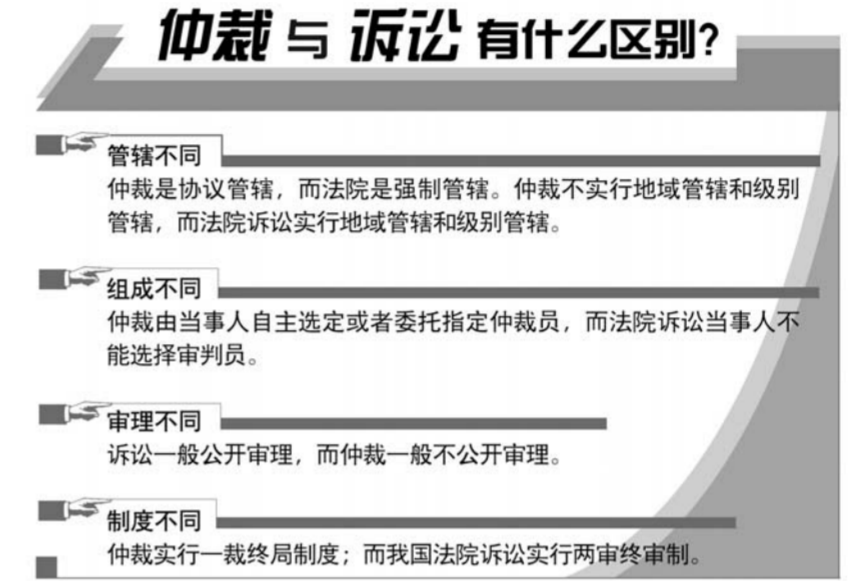 仲裁与诉讼有什么区别?
管辖不同
仲裁是协议管辖，而法院是强制管辖。仲裁不实行地域管辖和级别
管辖，而法院诉讼实行地域管辖和级别管辖。
组成不同
仲裁由当事人自主选定或者委托指定仲裁员，而法院诉讼当事人不
能选择审判员。
审理不同
诉讼一般公开审理，而仲裁一般不公开审理。
制度不同
仲裁实行一裁终局制度；而我国法院诉讼实行两审终审制。